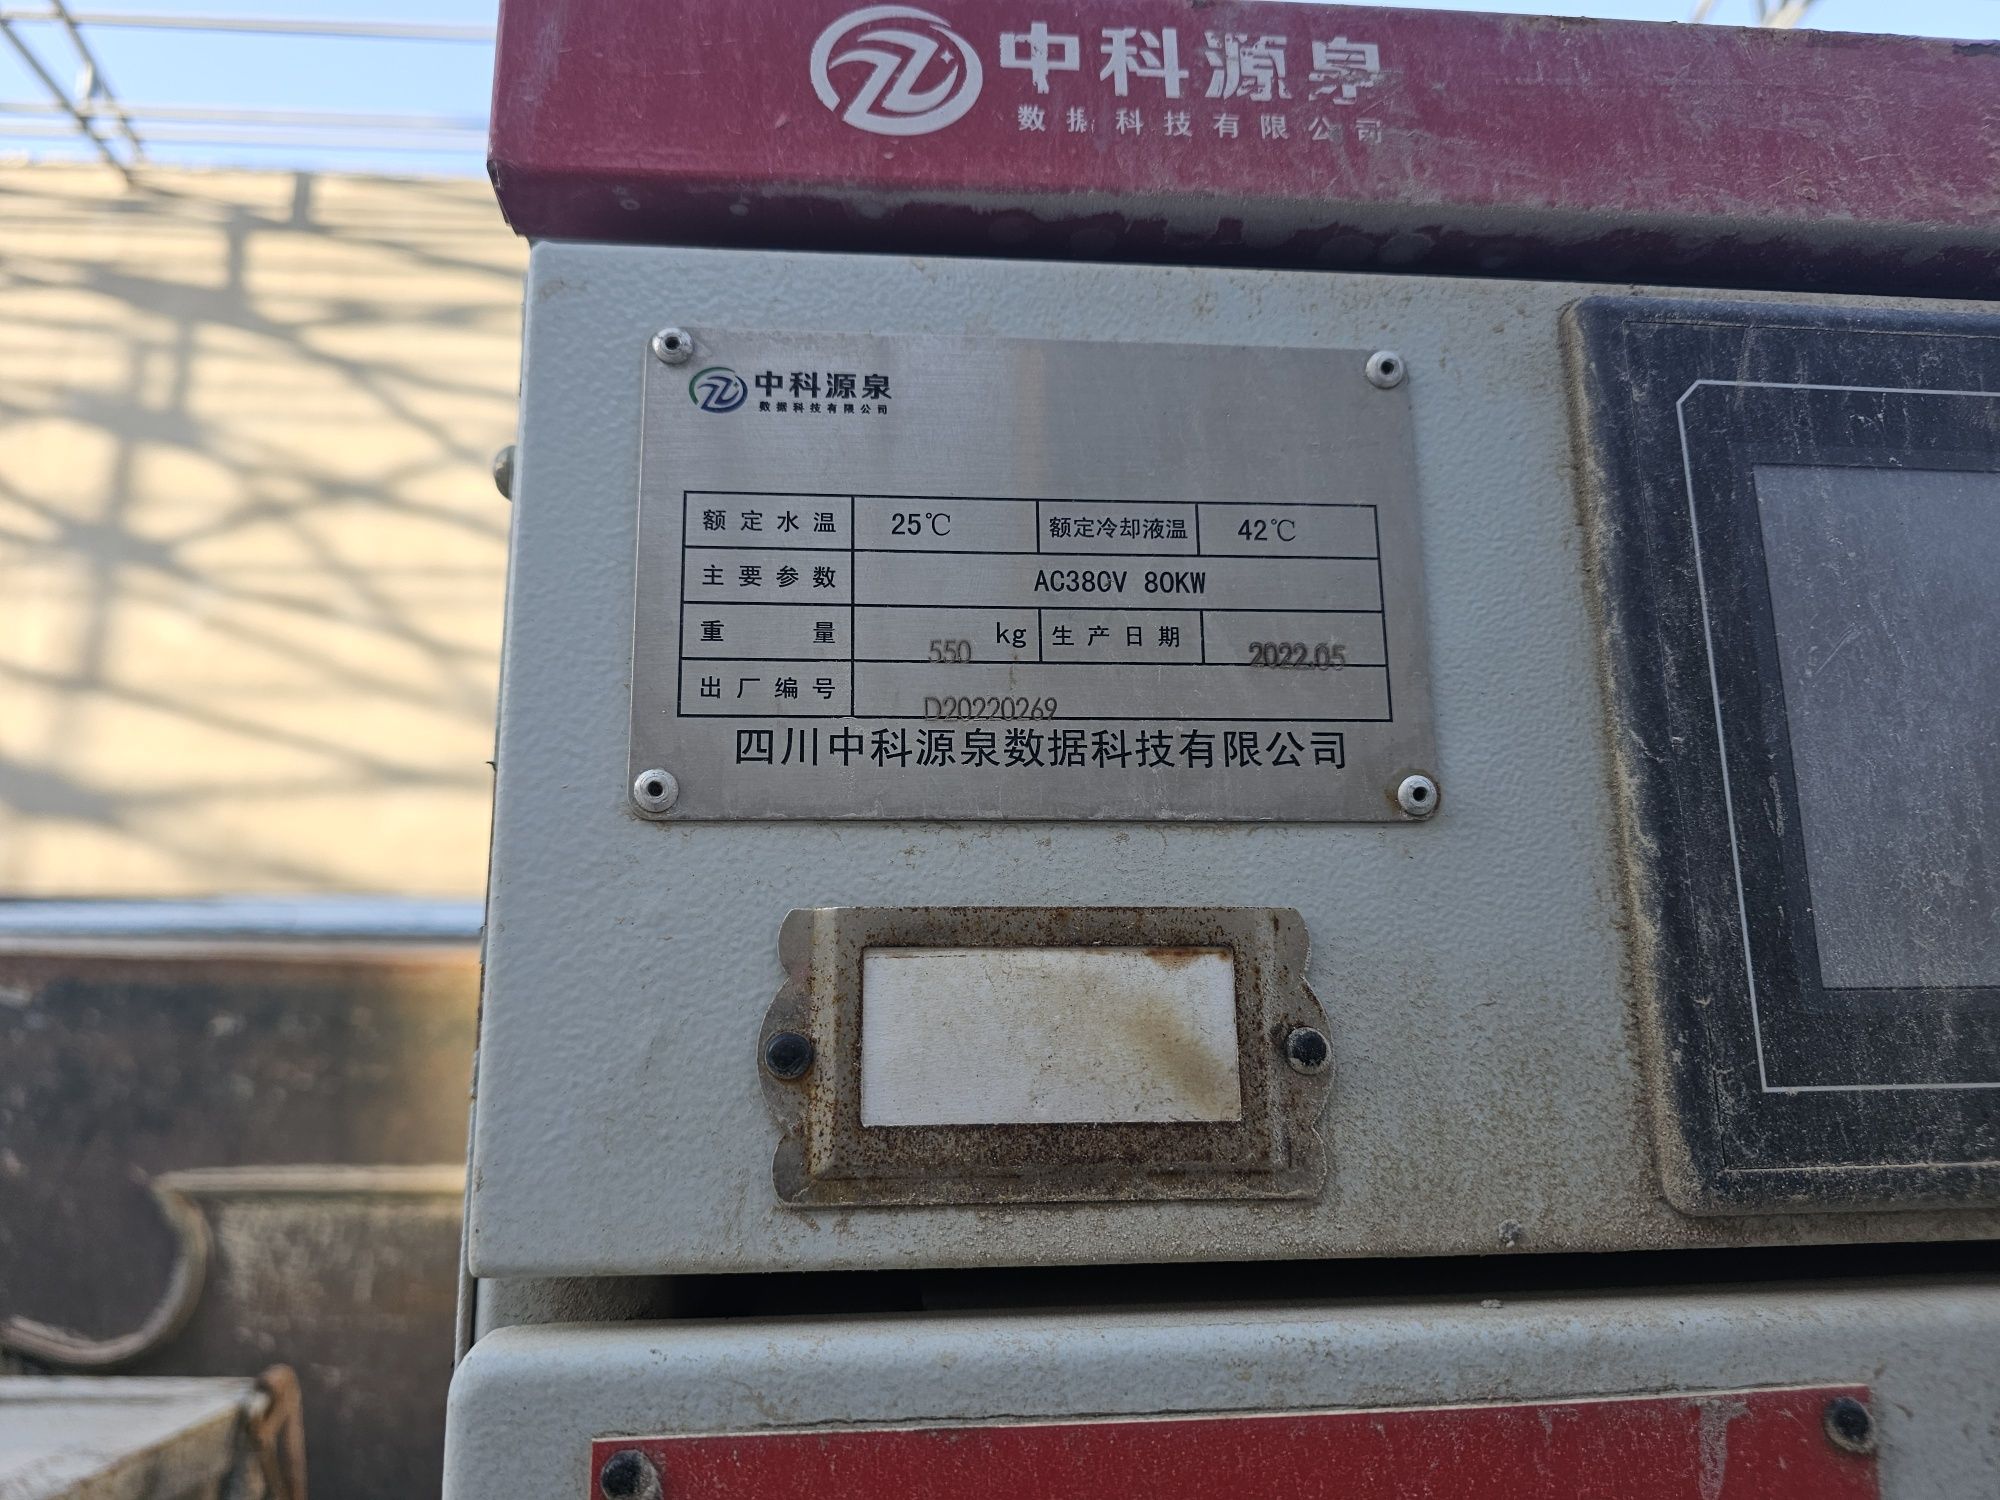 中科源泉
数据科技有限公司
中科源泉
数据科技有限公司
额定水温 25℃ 额定冷却液温 42℃
主要参数 AC380V 80KW
重量 550 kg 生产日期 2022.05
出厂编号 D20220269
四川中科源泉数据科技有限公司